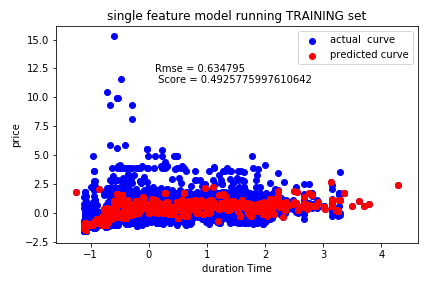 single feature model running TRAINING set
actual  curve
predicted curve
Rmse = 0.634795
Score = 0.4925775997610642
price
15.0
12.5
10.0
7.5
5.0
2.5
0.0
−2.5
−1
0
1
2
3
4
duration Time